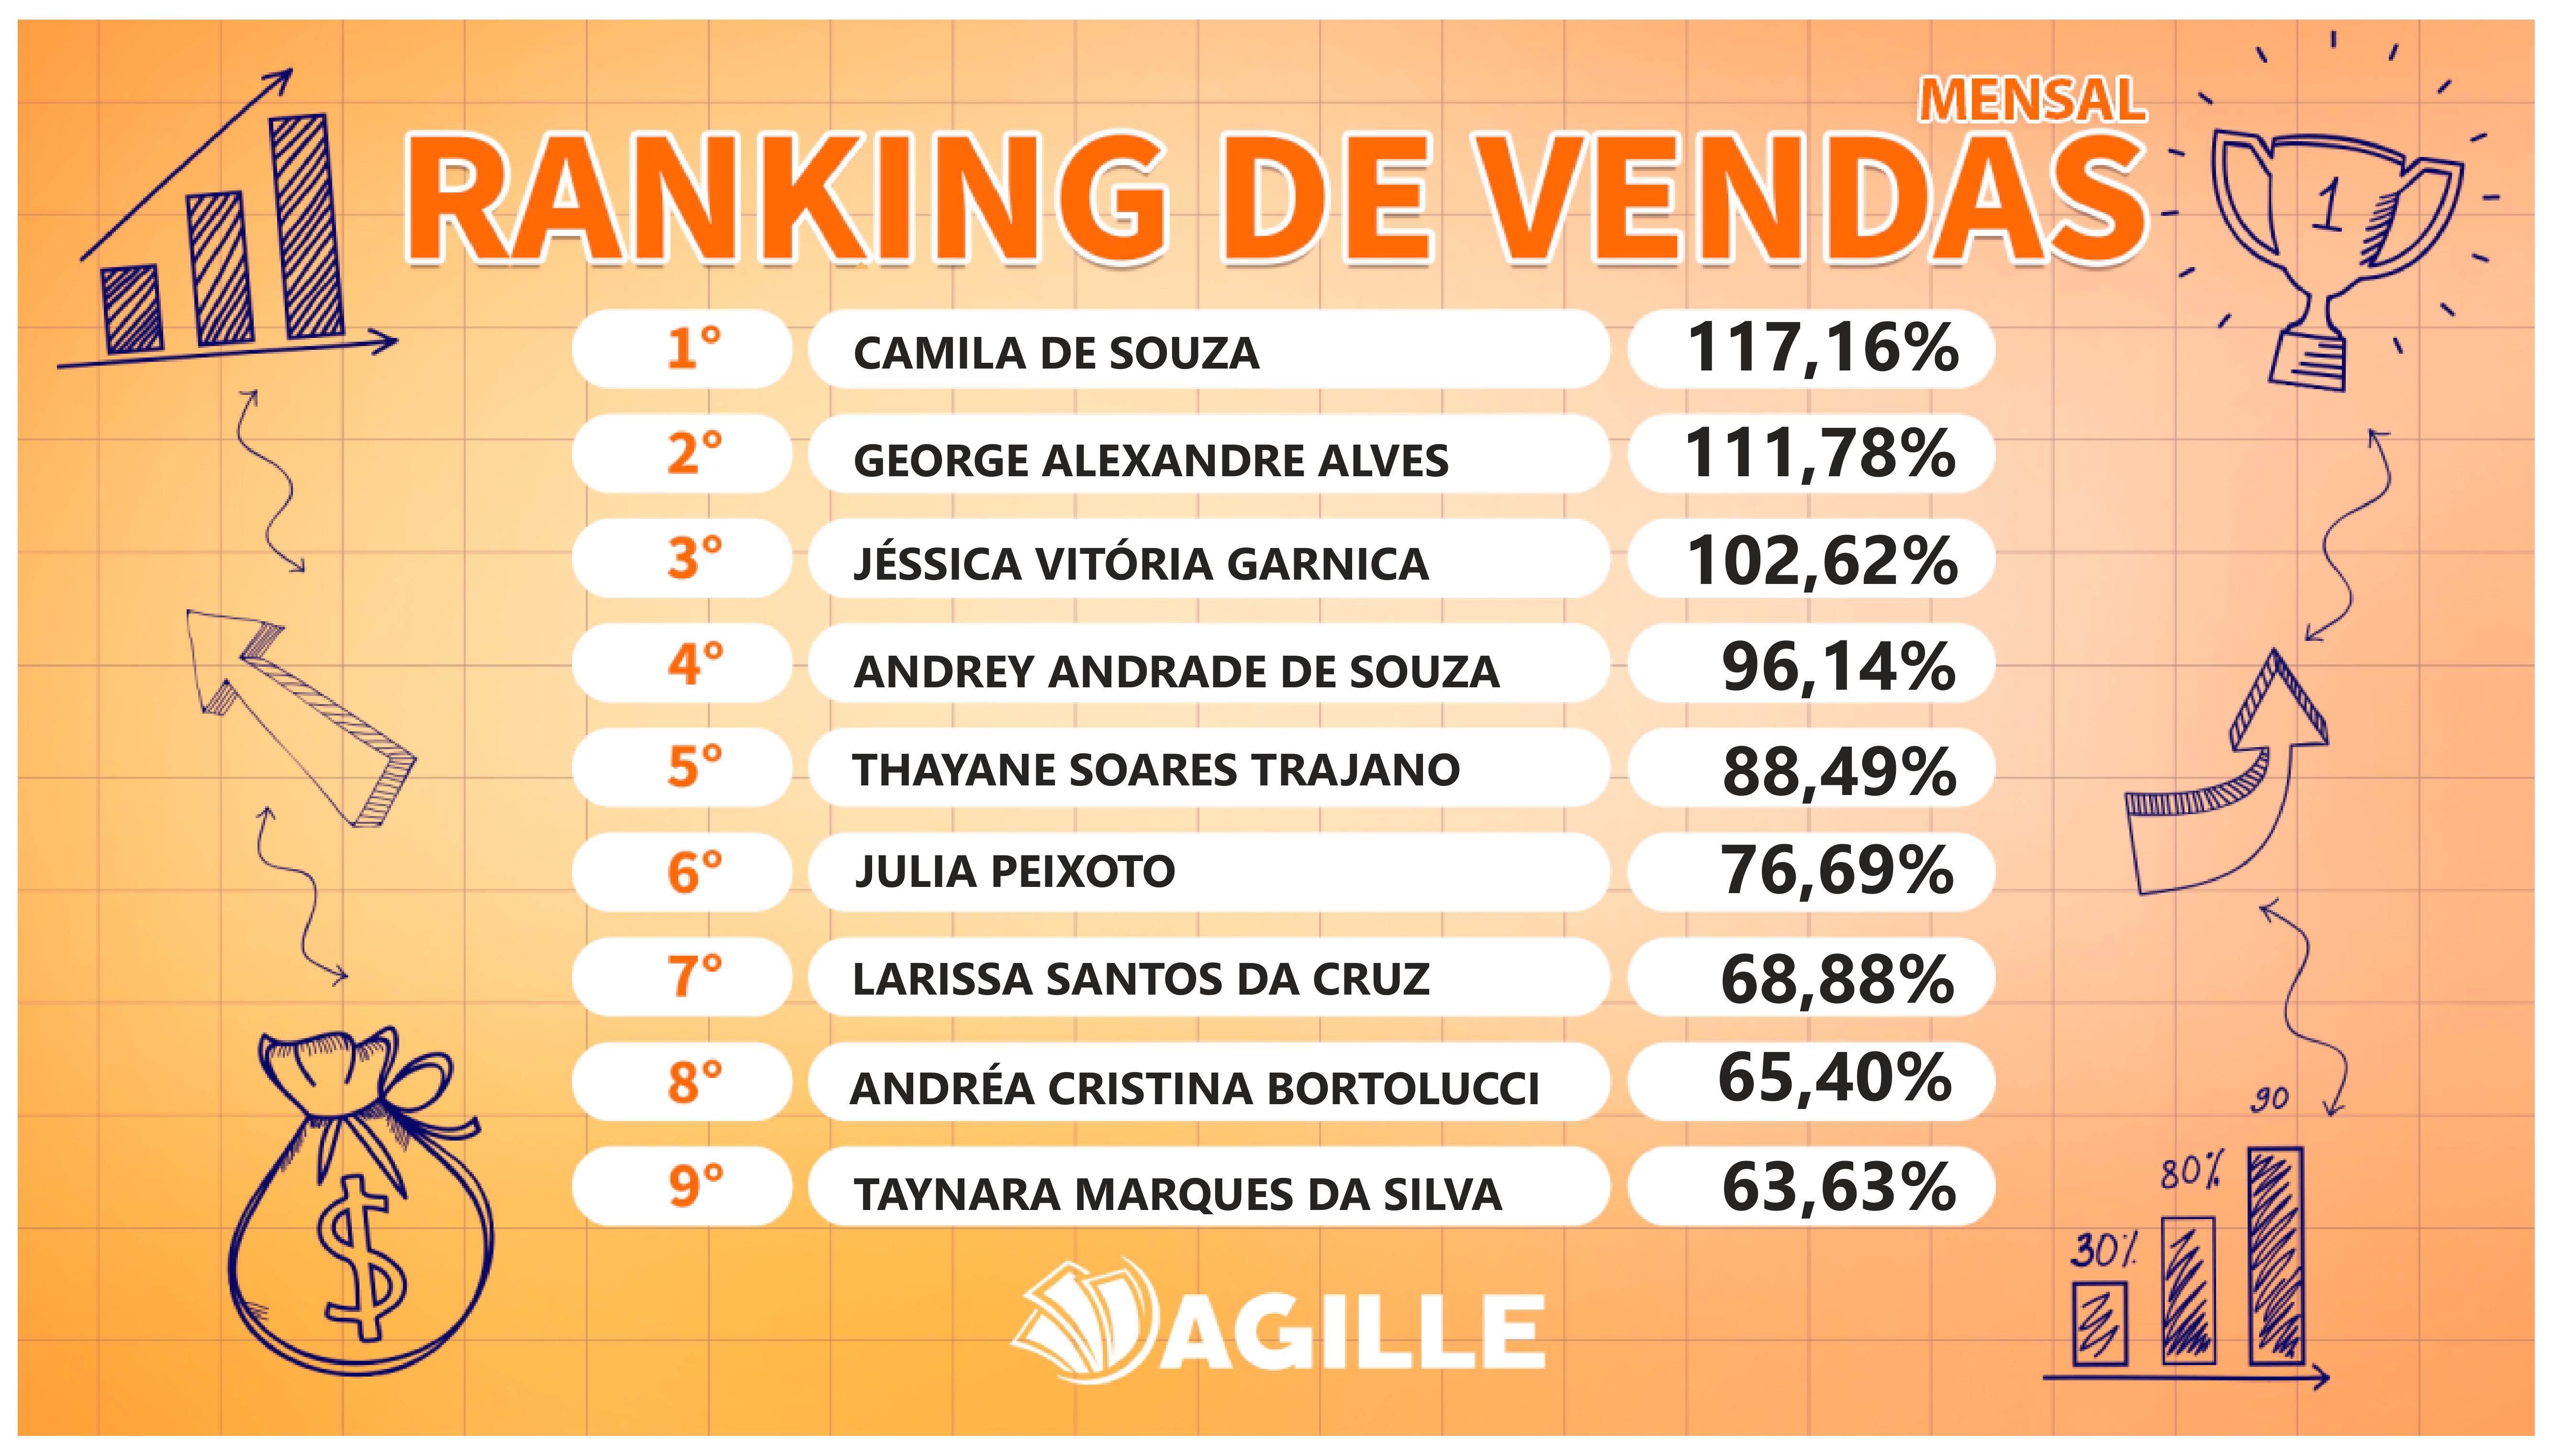 MENSAL
RANKING DE VENDAS
1
1° CAMILA DE SOUZA 117,16%
2° GEORGE ALEXANDRE ALVES 111,78%
3° JÉSSICA VITÓRIA GARNICA 102,62%
4° ANDREY ANDRADE DE SOUZA 96,14%
5° THAYANE SOARES TRAJANO 88,49%
6° JULIA PEIXOTO 76,69%
7° LARISSA SANTOS DA CRUZ 68,88%
8° ANDRÉA CRISTINA BORTOLUCCI 65,40%
9° TAYNARA MARQUES DA SILVA 63,63%
$
90
80%
30%
AGILLE